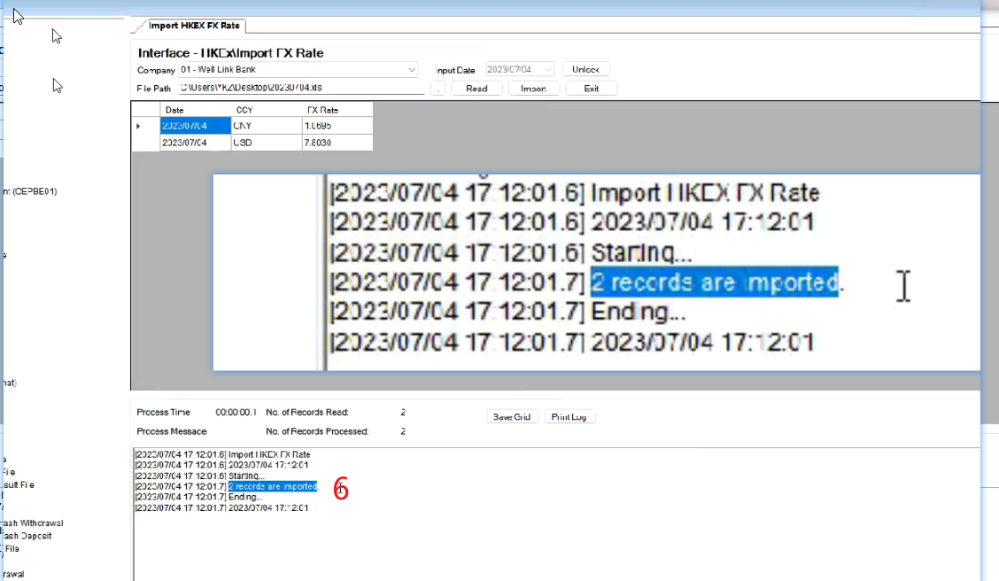 Import HKEX FX Rate
Interface - HKEx\Import FX Rate
Company 01 - Well Link Bank Input Date 2023/07/04 Unlock
File Path C:\Users\YKZ\Desktop\20230704.xls . Read Import Exit
Date CCY FX Rate
2023/07/04 CNY 1.0695
2023/07/04 USD 7.8030
(CEPBE01)
[2023/07/04 17:12:01.6] Import HKEX FX Rate
[2023/07/04 17:12:01.6] 2023/07/04 17:12:01
[2023/07/04 17:12:01.6] Starting...
[2023/07/04 17:12:01.7] 2 records are imported.
[2023/07/04 17:12:01.7] Ending...
[2023/07/04 17:12:01.7] 2023/07/04 17:12:01
mat)
Process Time 00:00:00.1 No. of Records Read: 2 Save Grid Print Log
Process Message No. of Records Processed: 2
[2023/07/04 17:12:01.6] Import HKEX FX Rate
[2023/07/04 17:12:01.6] 2023/07/04 17:12:01
[2023/07/04 17:12:01.6] Starting...
[2023/07/04 17:12:01.7] 2 records are imported 6
[2023/07/04 17:12:01.7] Ending...
[2023/07/04 17:12:01.7] 2023/07/04 17:12:01
File
sult File
ash Withdrawal
ash Deposit
File
rawal